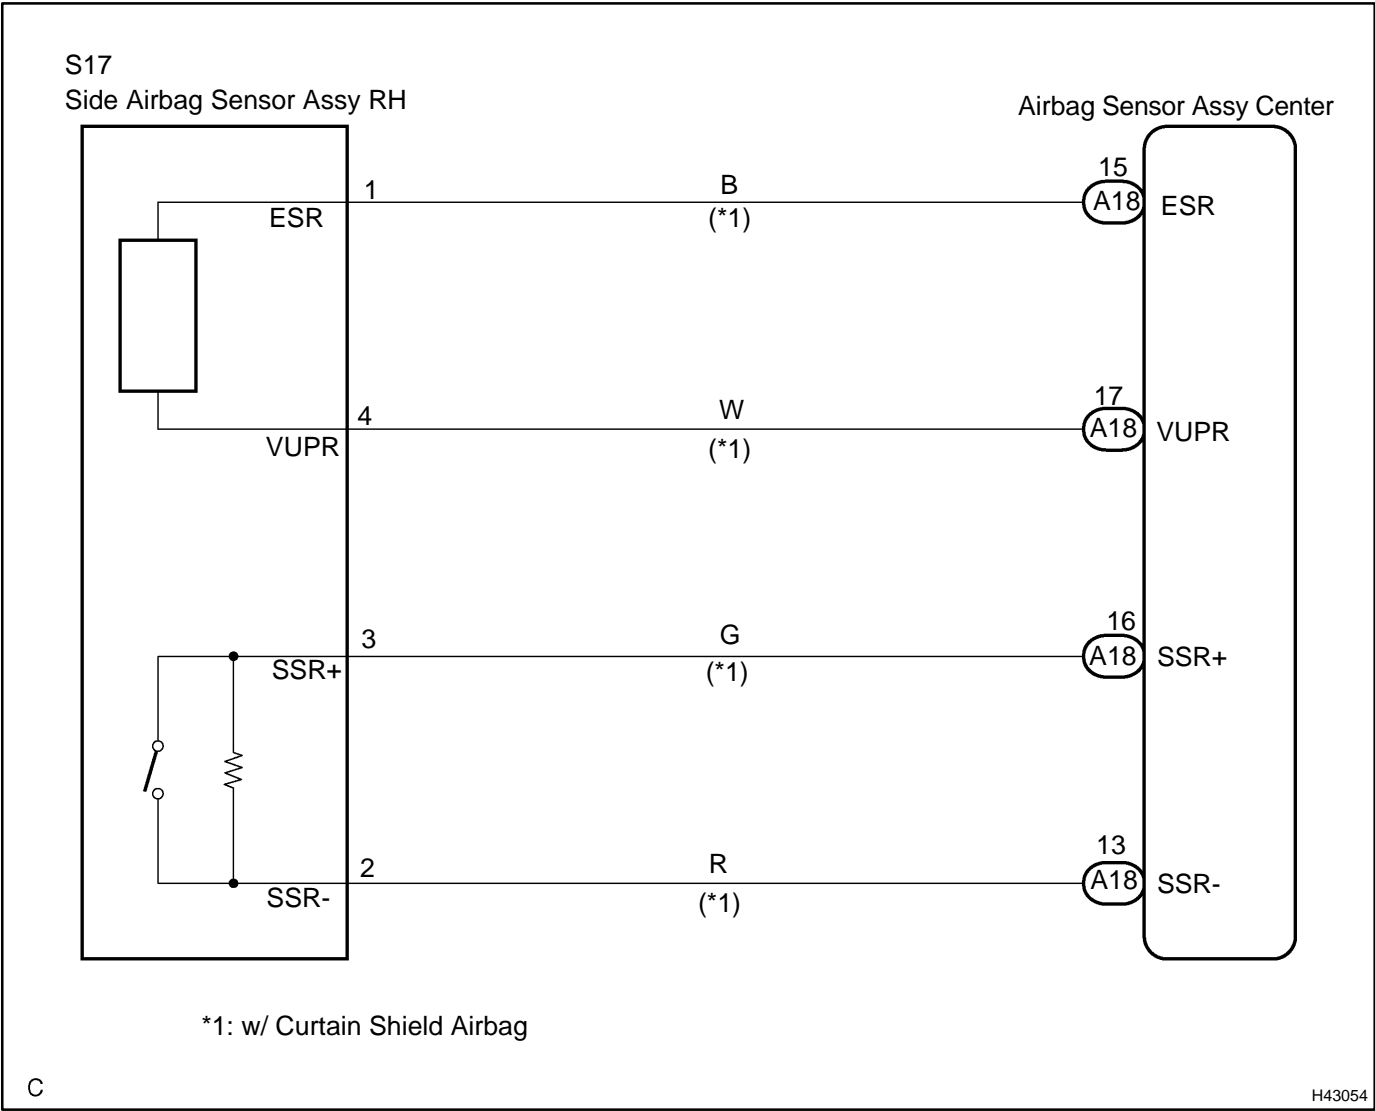 S17
Side Airbag Sensor Assy RH
Airbag Sensor Assy Center
1
B
15
ESR
(*1)
A18
ESR
4
W
17
VUPR
(*1)
A18
VUPR
3
G
16
SSR+
(*1)
A18
SSR+
2
R
13
SSR-
(*1)
A18
SSR-
*1: w/ Curtain Shield Airbag
C
H43054